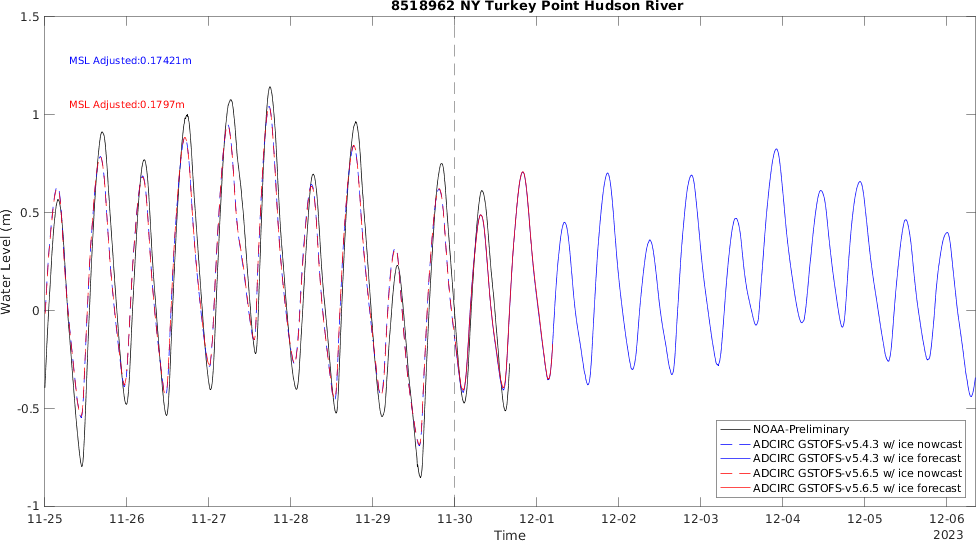 8518962 NY Turkey Point Hudson River
1.5
MSL Adjusted:0.17421m
MSL Adjusted:0.1797m
1
0.5
0
-0.5
-1
Water Level (m)
NOAA-Preliminary
ADCIRC GSTOFS-v5.4.3 w/ ice nowcast
ADCIRC GSTOFS-v5.4.3 w/ ice forecast
ADCIRC GSTOFS-v5.6.5 w/ ice nowcast
ADCIRC GSTOFS-v5.6.5 w/ ice forecast
11-25 11-26 11-27 11-28 11-29 11-30 12-01 12-02 12-03 12-04 12-05 12-06
Time
2023